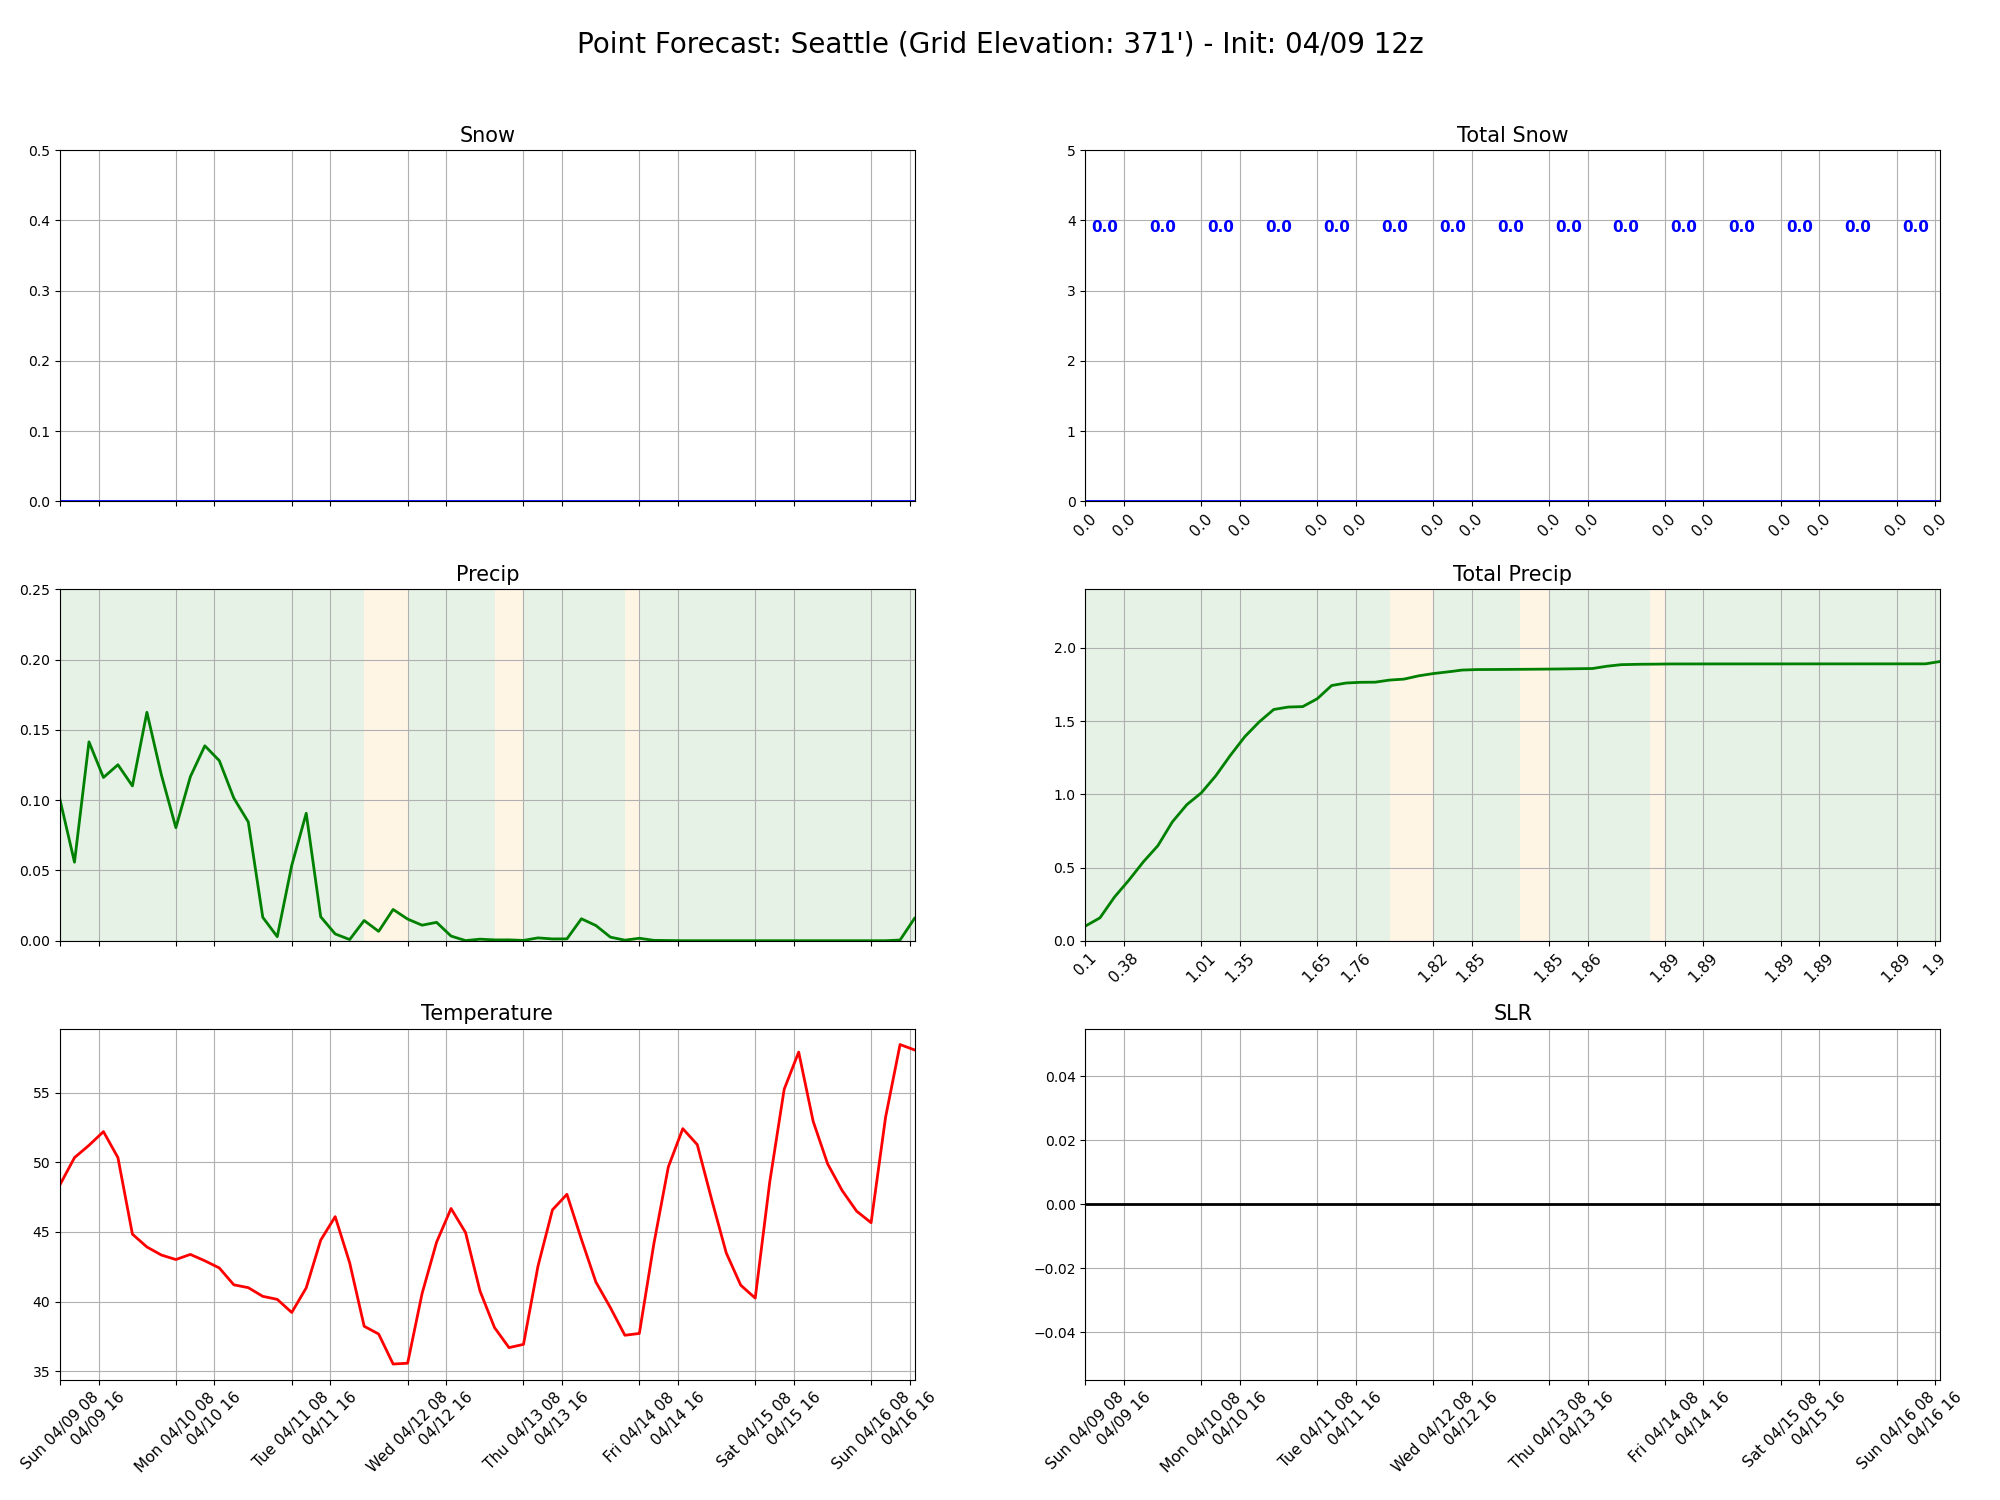 Point Forecast: Seattle (Grid Elevation: 371') - Init: 04/09 12z
Snow
0.5
0.4
0.3
0.2
0.1
0.0
Total Snow
5
4
3
2
1
0
0.0 0.0 0.0 0.0 0.0 0.0 0.0 0.0 0.0 0.0 0.0 0.0 0.0 0.0 0.0
0.0 0.0 0.0 0.0 0.0 0.0 0.0 0.0 0.0 0.0 0.0 0.0 0.0 0.0 0.0 0.0
Precip
0.25
0.20
0.15
0.10
0.05
0.00
Total Precip
2.0
1.5
1.0
0.5
0.0
0.1 0.38 1.01 1.35 1.65 1.76 1.82 1.85 1.85 1.86 1.89 1.89 1.89 1.89 1.89 1.9
Temperature
55
50
45
40
35
Sun 04/09 08
04/09 16
Mon 04/10 08
04/10 16
Tue 04/11 08
04/11 16
Wed 04/12 08
04/12 16
Thu 04/13 08
04/13 16
Fri 04/14 08
04/14 16
Sat 04/15 08
04/15 16
Sun 04/16 08
04/16 16
SLR
0.04
0.02
0.00
−0.02
−0.04
Sun 04/09 08
04/09 16
Mon 04/10 08
04/10 16
Tue 04/11 08
04/11 16
Wed 04/12 08
04/12 16
Thu 04/13 08
04/13 16
Fri 04/14 08
04/14 16
Sat 04/15 08
04/15 16
Sun 04/16 08
04/16 16